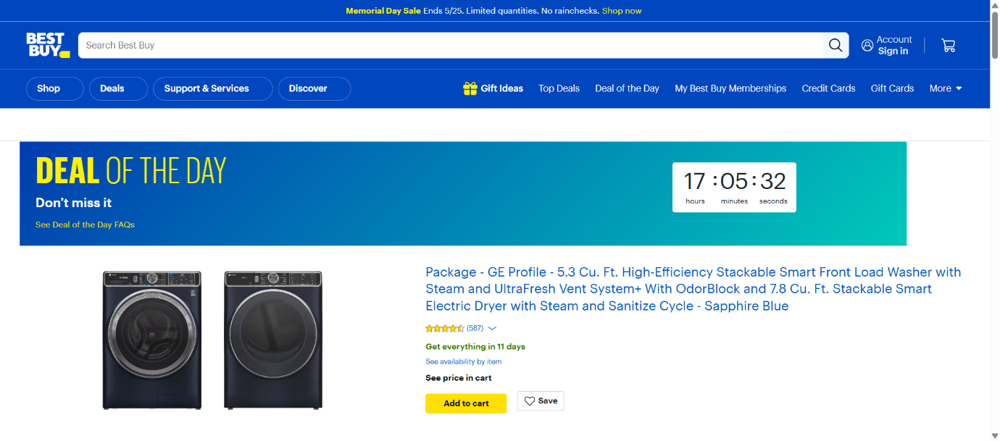 Memorial Day Sale Ends 5/25. Limited quantities. No rainchecks. Shop now
BEST
BUY
Search Best Buy
Account
Sign in
Shop
Deals
Support & Services
Discover
Gift Ideas
Top Deals
Deal of the Day
My Best Buy Memberships
Credit Cards
Gift Cards
More
DEAL OF THE DAY
Don't miss it
See Deal of the Day FAQs
17 : 05 : 32
hours minutes seconds
Package - GE Profile - 5.3 Cu. Ft. High-Efficiency Stackable Smart Front Load Washer with
Steam and UltraFresh Vent System+ With OdorBlock and 7.8 Cu. Ft. Stackable Smart
Electric Dryer with Steam and Sanitize Cycle - Sapphire Blue
(587)
Get everything in 11 days
See availability by item
See price in cart
Add to cart
Save